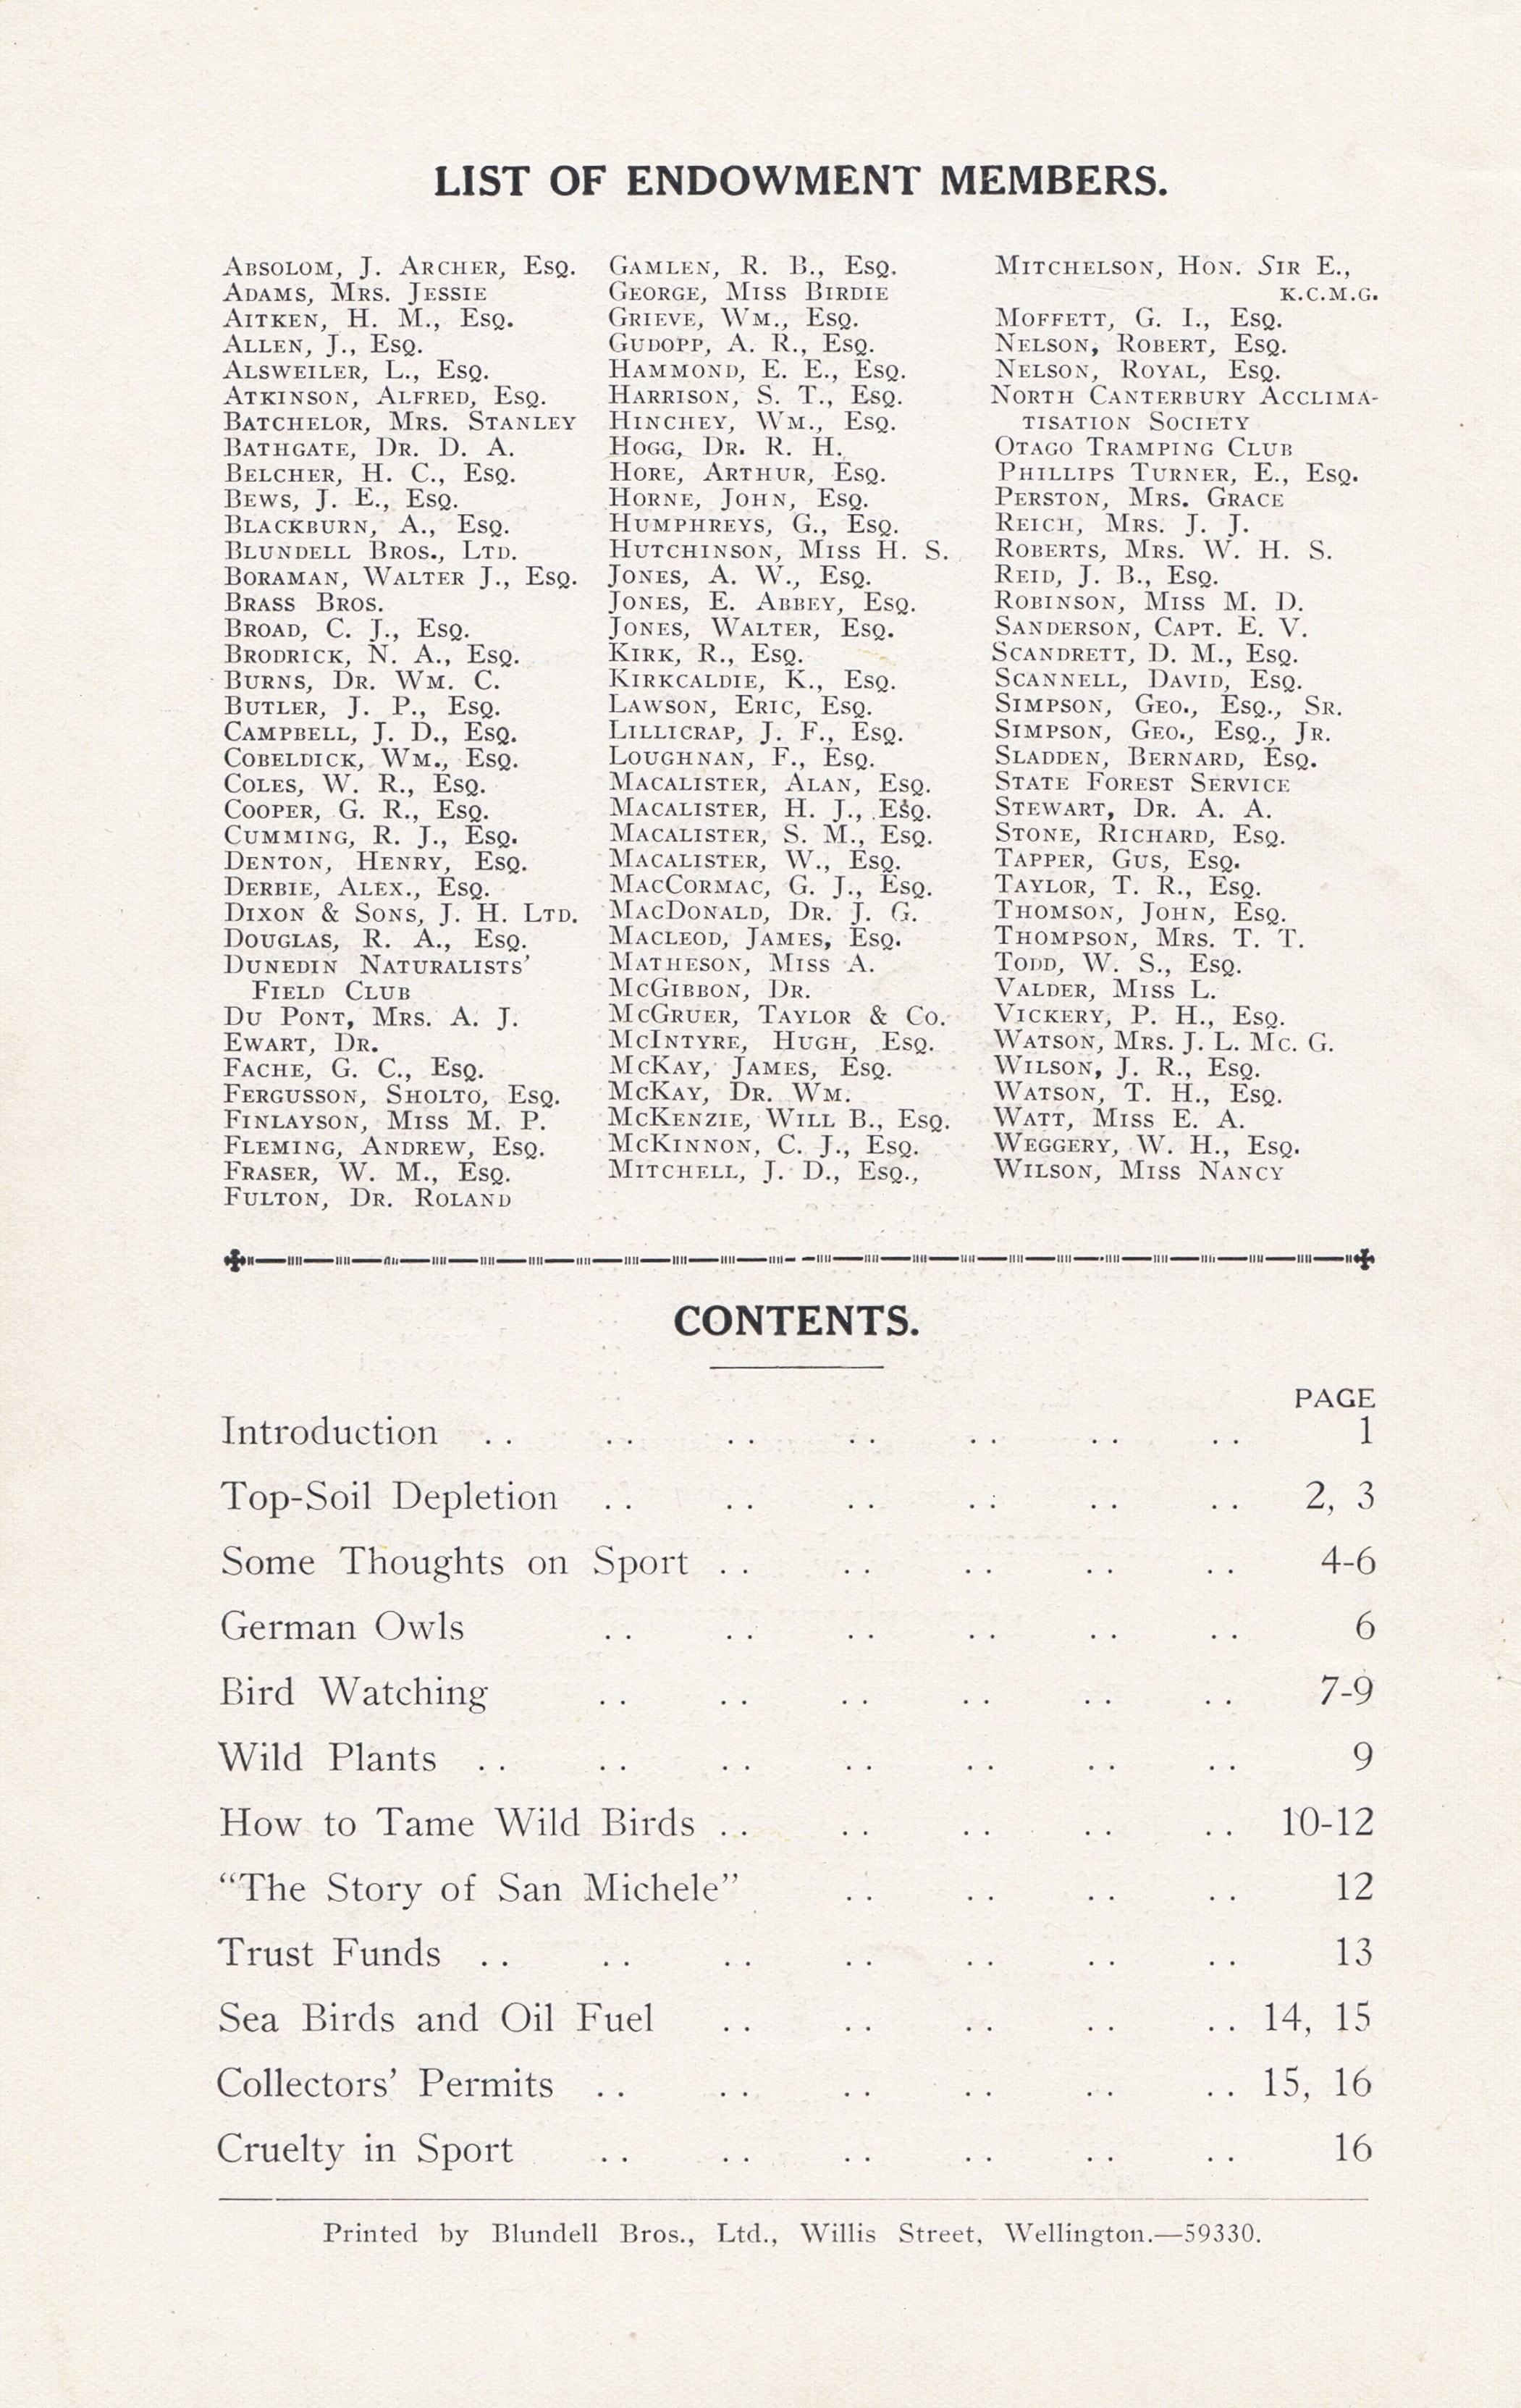 LIST OF ENDOWMENT MEMBERS.
Absolom, J. Archer, Esq.
Adams, Mrs. Jessie
Aitken, H. M., Esq.
Allen, J., Esq.
Alsweiler, L., Esq.
Atkinson, Alfred, Esq.
Batchelor, Mrs. Stanley
Bathgate, Dr. D. A.
Belcher, H. C., Esq.
Bews, J. E., Esq.
Blackburn, A., Esq.
Blundell Bros., Ltd.
Boraman, Walter J., Esq.
Brass Bros.
Broad, C. J., Esq.
Brodrick, N. A., Esq.
Burns, Dr. Wm. C.
Butler, J. P., Esq.
Campbell, J. D., Esq.
Cobeldick, Wm., Esq.
Coles, W. R., Esq.
Cooper, G. R., Esq.
Cumming, R. J., Esq.
Denton, Henry, Esq.
Derbie, Alex., Esq.
Dixon & Sons, J. H. Ltd.
Douglas, R. A., Esq.
Dunedin Naturalists'
Field Club
Du Pont, Mrs. A. J.
Ewart, Dr.
Fache, G. C., Esq.
Fergusson, Sholto, Esq.
Finlayson, Miss M. P.
Fleming, Andrew, Esq.
Fraser, W. M., Esq.
Fulton, Dr. Roland
Gamlen, R. B., Esq.
George, Miss Birdie
Grieve, Wm., Esq.
Gudopp, A. R., Esq.
Hammond, E. E., Esq.
Harrison, S. T., Esq.
Hinchey, Wm., Esq.
Hogg, Dr. R. H.
Hore, Arthur, Esq.
Horne, John, Esq.
Humphreys, G., Esq.
Hutchinson, Miss H. S.
Jones, A. W., Esq.
Jones, E. Abbey, Esq.
Jones, Walter, Esq.
Kirk, R., Esq.
Kirkcaldie, K., Esq.
Lawson, Eric, Esq.
Lillicrap, J. F., Esq.
Loughnan, F., Esq.
Macalister, Alan, Esq.
Macalister, H. J., Esq.
Macalister, S. M., Esq.
Macalister, W., Esq.
MacCormac, G. J., Esq.
MacDonald, Dr. J. G.
Macleod, James, Esq.
Matheson, Miss A.
McGibbon, Dr.
McGruer, Taylor & Co.
McIntyre, Hugh, Esq.
McKay, James, Esq.
McKay, Dr. Wm.
McKenzie, Will B., Esq.
McKinnon, C. J., Esq.
Mitchell, J. D., Esq.,
Mitchelson, Hon. Sir E.,
K.C.M.G.
Moffett, G. I., Esq.
Nelson, Robert, Esq.
Nelson, Royal, Esq.
North Canterbury Acclima-
tisation Society
Otago Tramping Club
Phillips Turner, E., Esq.
Perston, Mrs. Grace
Reich, Mrs. J. J.
Roberts, Mrs. W. H. S.
Reid, J. B., Esq.
Robinson, Miss M. D.
Sanderson, Capt. E. V.
Scandrett, D. M., Esq.
Scannell, David, Esq.
Simpson, Geo., Esq., Sr.
Simpson, Geo., Esq., Jr.
Sladden, Bernard, Esq.
State Forest Service
Stewart, Dr. A. A.
Stone, Richard, Esq.
Tapper, Gus, Esq.
Taylor, T. R., Esq.
Thomson, John, Esq.
Thompson, Mrs. T. T.
Todd, W. S., Esq.
Valder, Miss L.
Vickery, P. H., Esq.
Watson, Mrs. J. L. Mc. G.
Wilson, J. R., Esq.
Watson, T. H., Esq.
Watt, Miss E. A.
Weggery, W. H., Esq.
Wilson, Miss Nancy
CONTENTS.
PAGE
Introduction .. .. .. .. .. .. .. 1
Top-Soil Depletion .. .. .. .. .. .. 2, 3
Some Thoughts on Sport .. .. .. .. .. 4-6
German Owls .. .. .. .. .. .. 6
Bird Watching .. .. .. .. .. .. 7-9
Wild Plants .. .. .. .. .. .. .. 9
How to Tame Wild Birds .. .. .. .. .. 10-12
“The Story of San Michele” .. .. .. .. 12
Trust Funds .. .. .. .. .. .. .. 13
Sea Birds and Oil Fuel .. .. .. .. .. 14, 15
Collectors' Permits .. .. .. .. .. .. 15, 16
Cruelty in Sport .. .. .. .. .. .. 16
Printed by Blundell Bros., Ltd., Willis Street, Wellington.—59330.